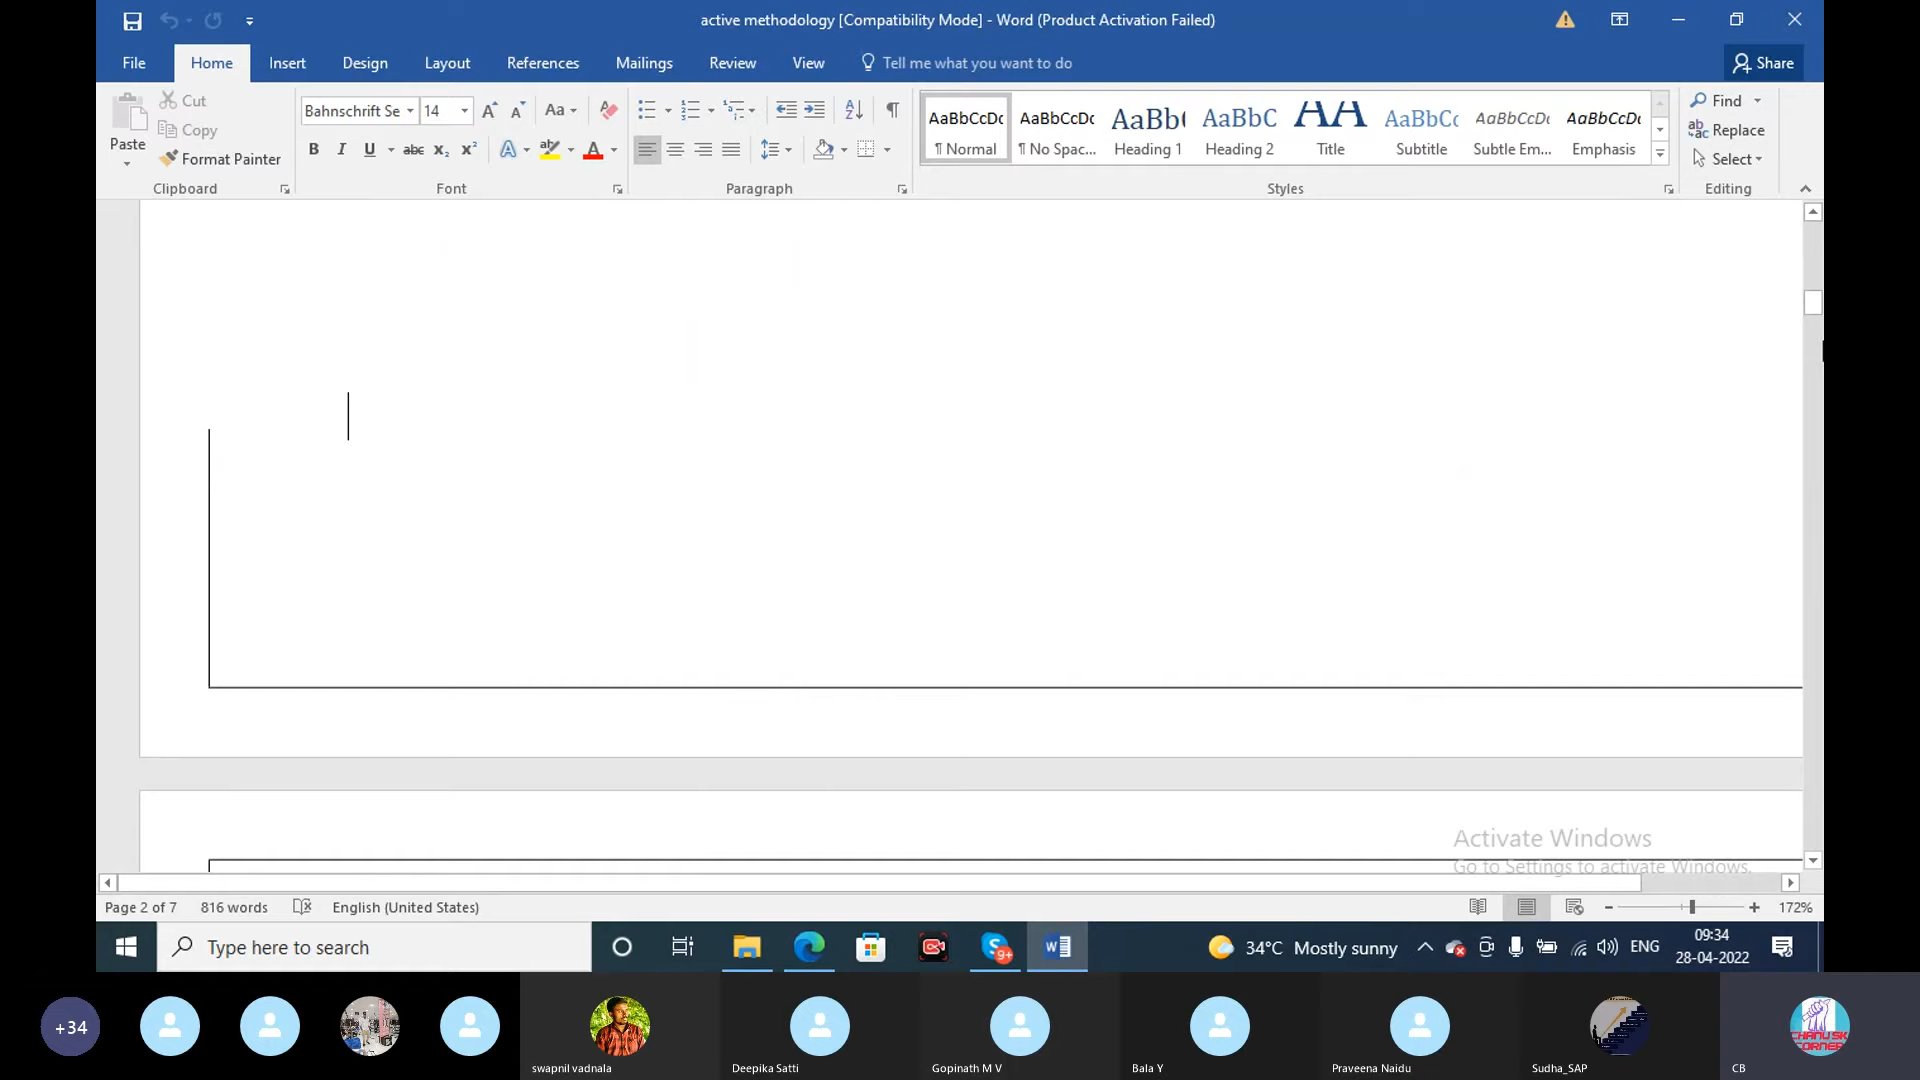 active methodology [Compatibility Mode] - Word (Product Activation Failed)
File Home Insert Design Layout References Mailings Review View Tell me what you want to do Share
Paste
Cut
Copy
Format Painter
Clipboard
Bahnschrift Se 14
Font
Paragraph
AaBbCcDc AaBbCcDc AaBb( AaBbC AA AaBbCc AaBbCcDc AaBbCcDc
¶ Normal ¶ No Spac... Heading 1 Heading 2 Title Subtitle Subtle Em... Emphasis
Styles
Find
Replace
Select
Editing
Activate Windows
Go to Settings to activate Windows.
Page 2 of 7 816 words English (United States) 172%
Type here to search
9+
34°C Mostly sunny
ENG
09:34
28-04-2022
+34
swapnil vadnala
Deepika Satti
Gopinath M V
Bala Y
Praveena Naidu
Sudha_SAP
CHANU SK
CORNER
CB